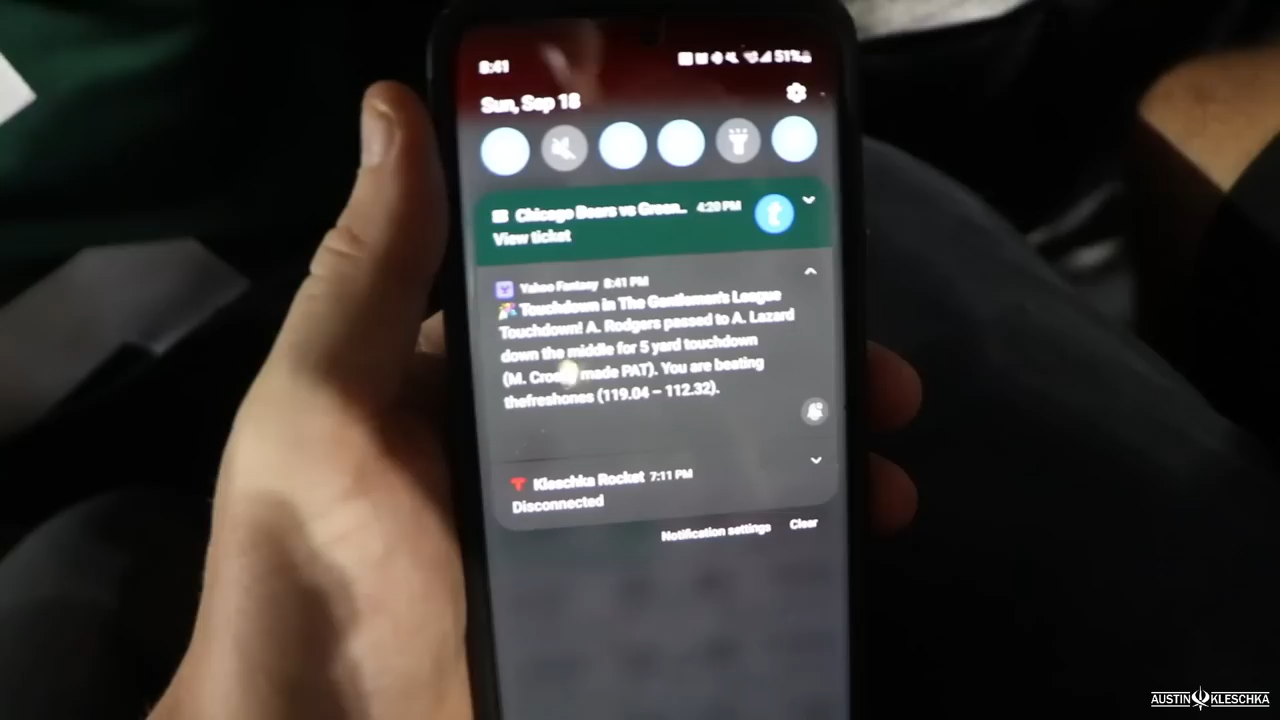 8:41
51%
Sun, Sep 18
Chicago Bears vs Green.. 4:20 PM
View ticket
t
Yahoo Fantasy 8:41 PM
Touchdown in The Gentlemen's League
Touchdown! A. Rodgers passed to A. Lazard
down the middle for 5 yard touchdown
(M. made PAT). You are beating
thefreshones (119.04 – 112.32).
Kleschka Rocket 7:11 PM
Disconnected
Notification settings Clear
AUSTIN KLESCHKA